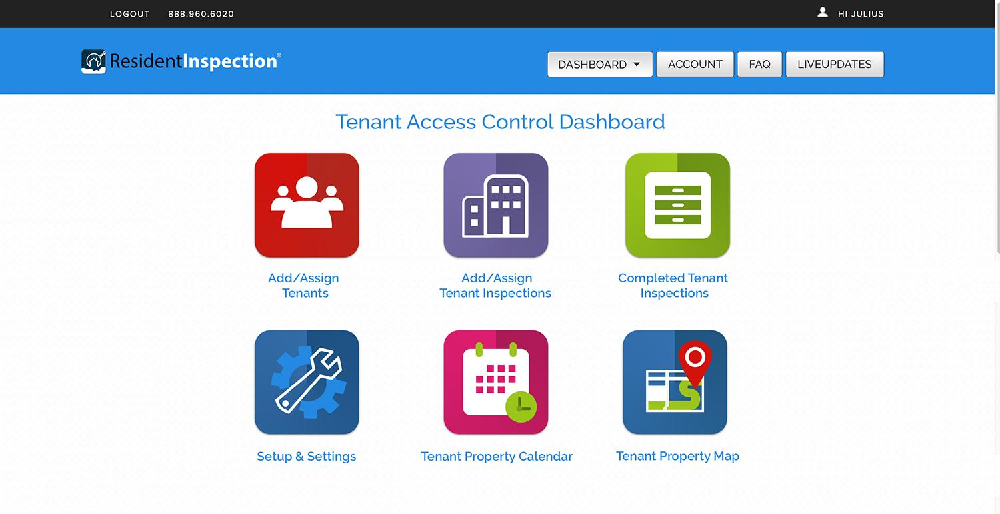 LOGOUT 888.960.6020 HI JULIUS
ResidentInspection®
DASHBOARD ACCOUNT FAQ LIVEUPDATES
Tenant Access Control Dashboard
Add/Assign
Tenants
Add/Assign
Tenant Inspections
Completed Tenant
Inspections
Setup & Settings
Tenant Property Calendar
Tenant Property Map